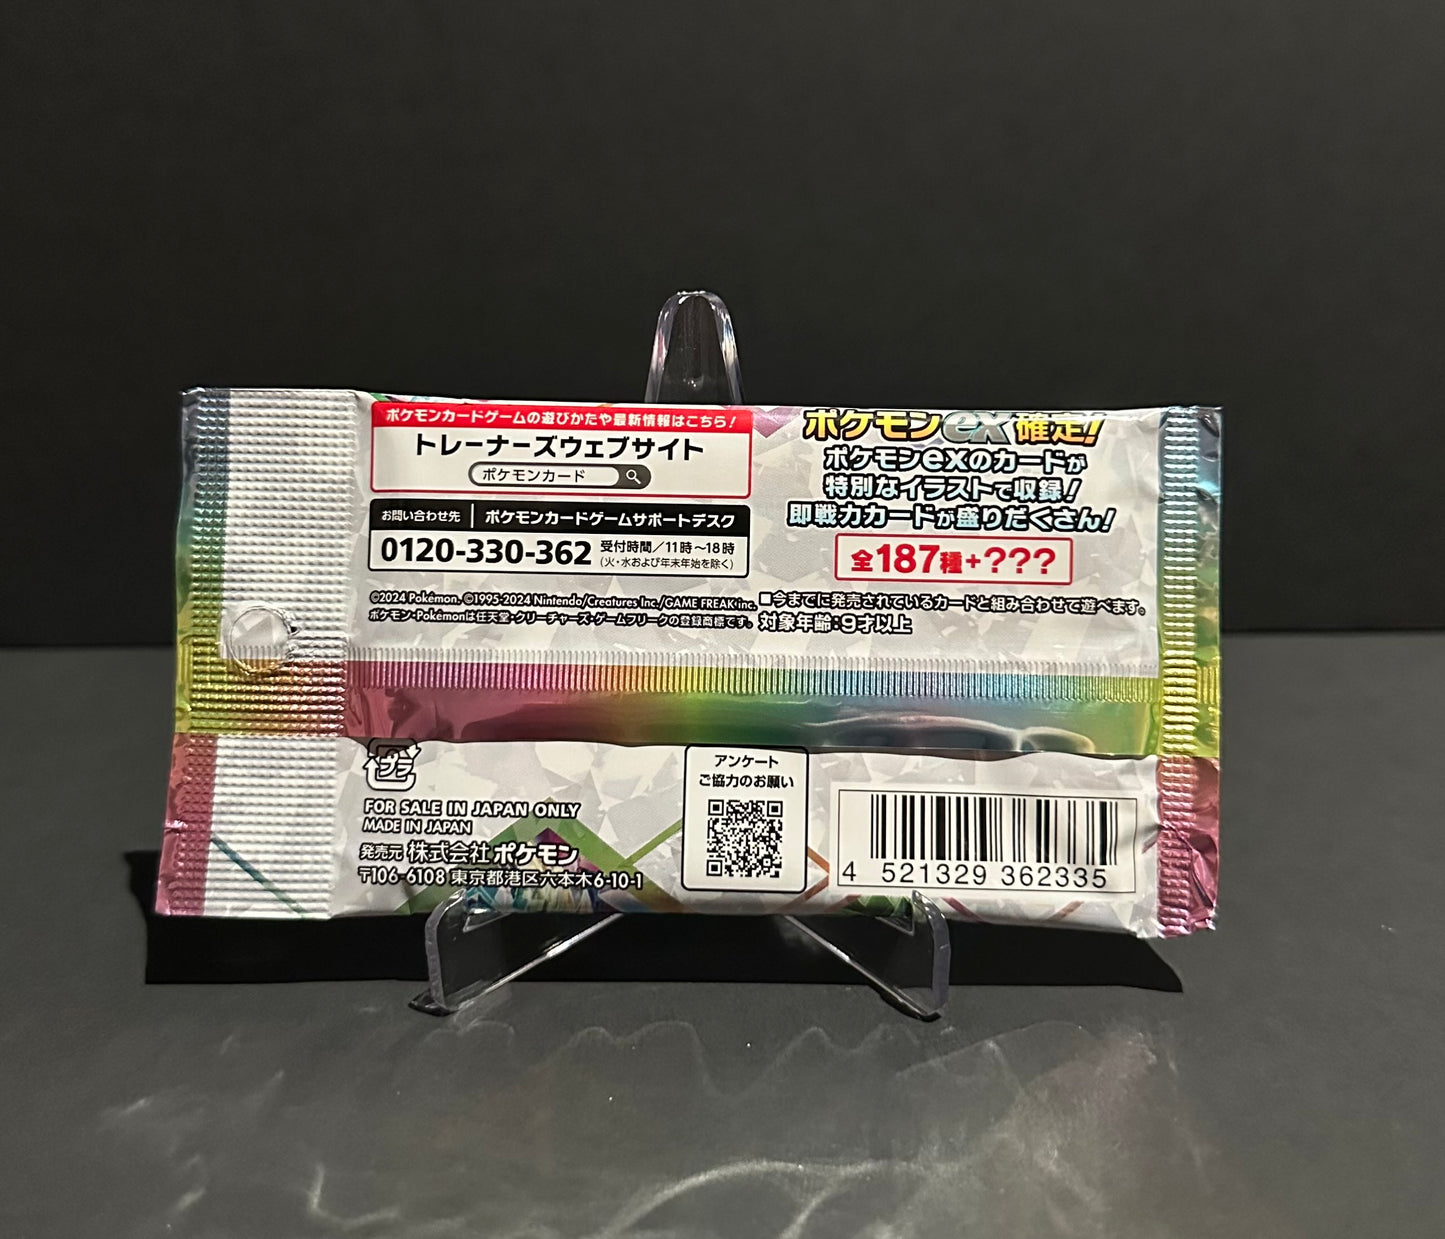 ポケモンカードゲームの遊びかたや最新情報はこちら!
トレーナーズウェブサイト
ポケモンカード
お問い合わせ先 ポケモンカードゲームサポートデスク
0120-330-362 受付時間/11時~18時
(火・水および年末年始を除く)
©2024 Pokémon. ©1995-2024 Nintendo/Creatures Inc./GAME FREAK inc.
ポケモン・Pokémonは任天堂・クリーチャーズ・ゲームフリークの登録商標です。
ポケモンex確定!
ポケモンexのカードが
特別なイラストで収録!
即戦力カードが盛りだくさん!
全187種+???
■今までに発売されているカードと組み合わせて遊べます。
対象年齢:9才以上
プラ
FOR SALE IN JAPAN ONLY
MADE IN JAPAN
発売元 株式会社ポケモン
〒106-6108 東京都港区六本木6-10-1
アンケート
ご協力のお願い
4 521329 362335